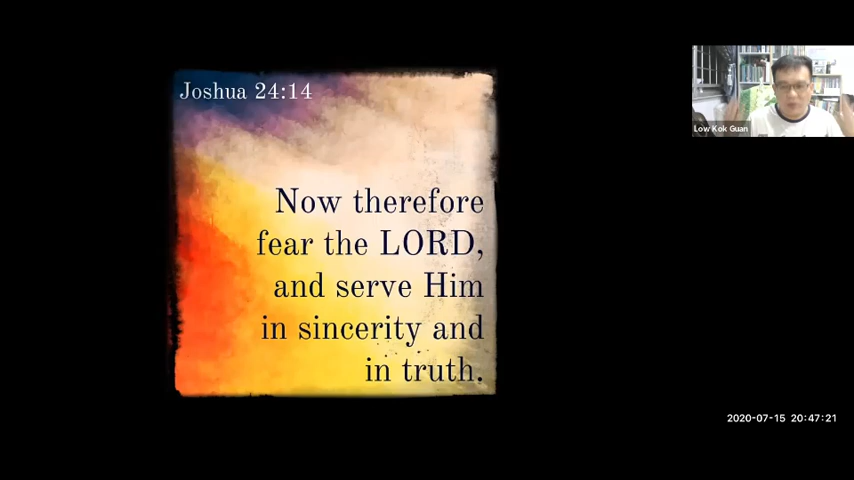 Joshua 24:14
Now therefore
fear the LORD,
and serve Him
in sincerity and
in truth.
Low Kok Guan
2020-07-15 20:47:21